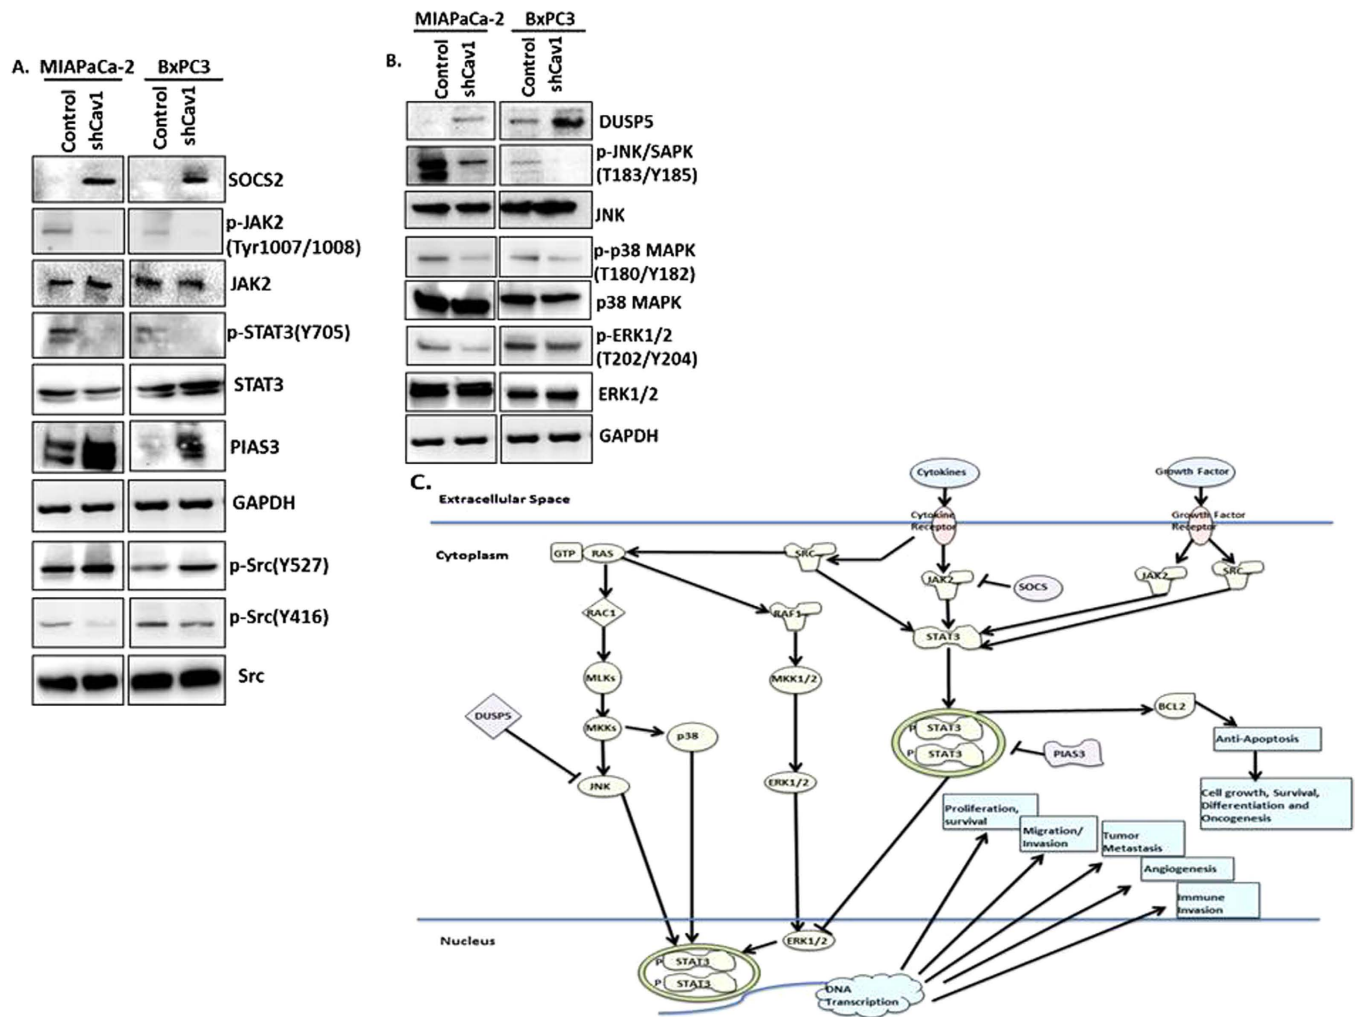 A.
MIAPaCa-2
BxPC3
Control
shCav1
Control
shCav1
SOCS2
p-JAK2
(Tyr1007/1008)
JAK2
p-STAT3(Y705)
STAT3
PIAS3
GAPDH
p-Src(Y527)
p-Src(Y416)
Src
B.
MIAPaCa-2
BxPC3
Control
shCav1
Control
shCav1
DUSP5
p-JNK/SAPK
(T183/Y185)
JNK
p-p38 MAPK
(T180/Y182)
p38 MAPK
p-ERK1/2
(T202/Y204)
ERK1/2
GAPDH
C.
Extracellular Space
Cytokines
Growth Factor
Cytokine
Receptor
Growth Factor
Receptor
Cytoplasm
GTP
RAS
SRC
JAK2
SOCS
JAK2
SRC
RAC1
RAF1
STAT3
MLKs
MKK1/2
DUSP5
MKKs
p38
P
STAT3
P
STAT3
PIAS3
BCL2
Anti-Apoptosis
JNK
ERK1/2
Cell growth, Survival,
Differentiation and
Oncogenesis
Proliferation,
survival
Migration/
Invasion
Tumor
Metastasis
Angiogenesis
Immune
Invasion
Nucleus
ERK1/2
P
STAT3
P
STAT3
DNA
Transcription